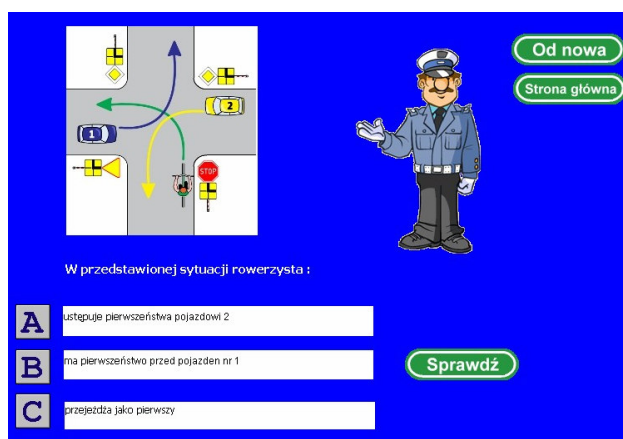 Od nowa
Strona główna
1
2
STOP
W przedstawionej sytuacji rowerzysta :
A
ustępuje pierwszeństwa pojazdowi 2
B
ma pierwszeństwo przed pojazden nr 1
Sprawdź
C
przejeżdża jako pierwszy